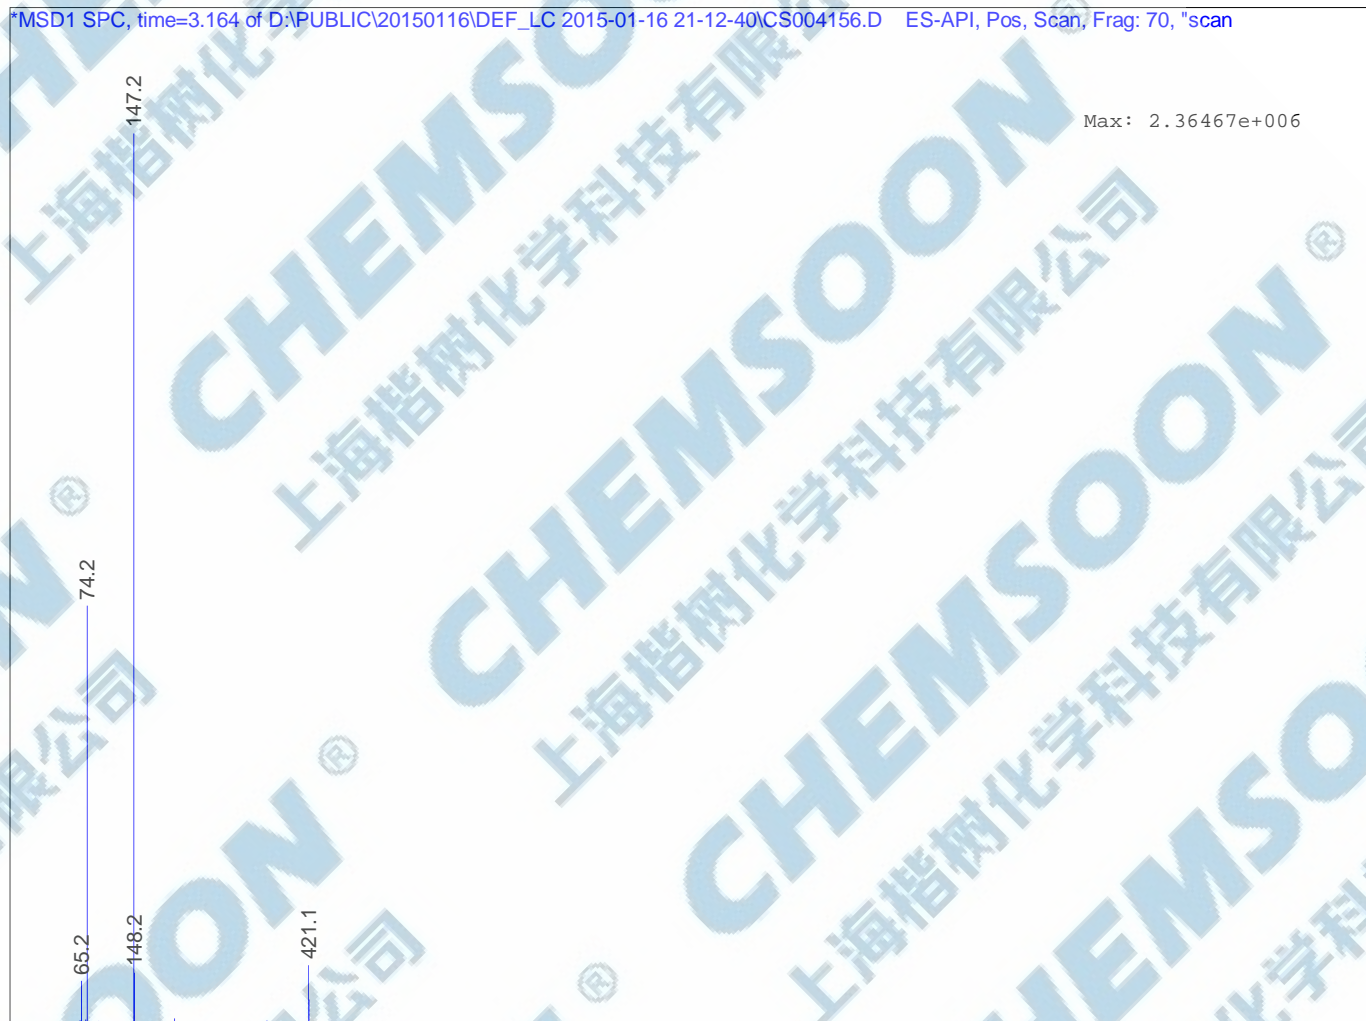 *MSD1 SPC, time=3.164 of D:\PUBLIC\20150116\DEF_LC 2015-01-16 21-12-40\CS004156.D    ES-API, Pos, Scan, Frag: 70, "scan
147.2
Max: 2.36467e+006
74.2
65.2
148.2
421.1
CHEMSOON®
上海楷树化学科技有限公司
CHEMSOON®
上海楷树化学科技有限公司
CHEMSOON®
上海楷树化学科技有限公司